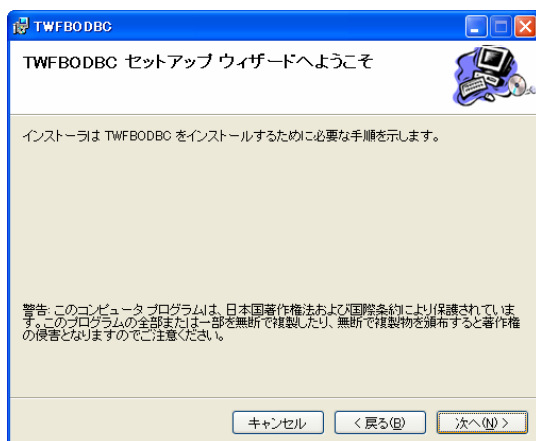 TWFBODBC
TWFBODBC セットアップ ウィザードへようこそ
インストーラは TWFBODBC をインストールするために必要な手順を示します。
警告: このコンピュータ プログラムは、日本国著作権法および国際条約により保護されていま
す。このプログラムの全部または一部を無断で複製したり、無断で複製物を頒布すると著作権
の侵害となりますのでご注意ください。
キャンセル < 戻る(B) 次へ(N) >